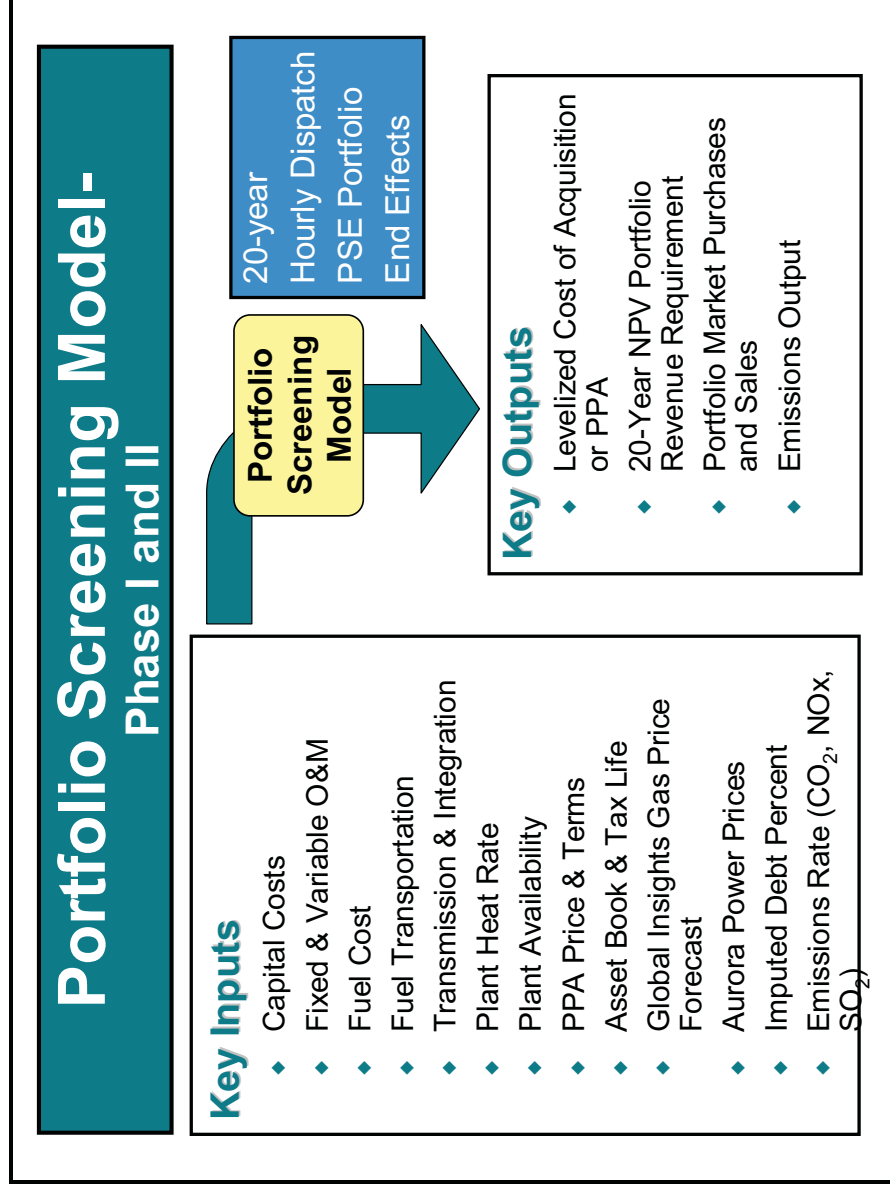 Portfolio Screening Model-
Phase I and II
Key Inputs
◆ Capital Costs
◆ Fixed & Variable O&M
◆ Fuel Cost
◆ Fuel Transportation
◆ Transmission & Integration
◆ Plant Heat Rate
◆ Plant Availability
◆ PPA Price & Terms
◆ Asset Book & Tax Life
◆ Global Insights Gas Price
Forecast
◆ Aurora Power Prices
◆ Imputed Debt Percent
◆ Emissions Rate (CO₂, NOx,
SO₂)
Portfolio
Screening
Model
20-year
Hourly Dispatch
PSE Portfolio
End Effects
Key Outputs
◆ Levelized Cost of Acquisition
or PPA
◆ 20-Year NPV Portfolio
Revenue Requirement
◆ Portfolio Market Purchases
and Sales
◆ Emissions Output